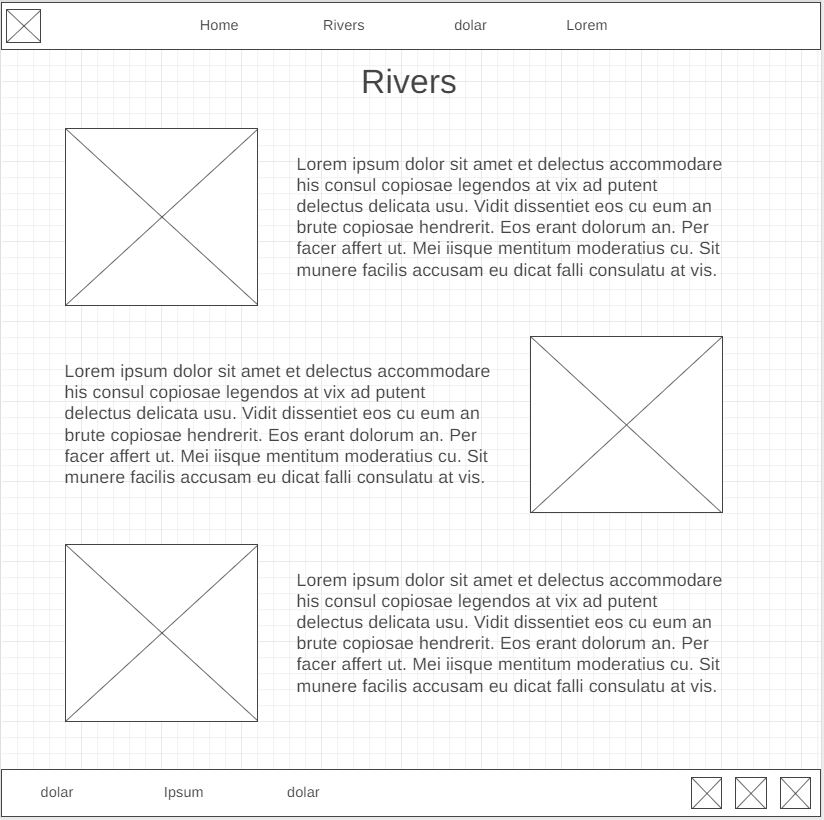 Home Rivers dolar Lorem
Rivers
Lorem ipsum dolor sit amet et delectus accommodare
his consul copiosae legendos at vix ad putent
delectus delicata usu. Vidit dissentiet eos cu eum an
brute copiosae hendrerit. Eos erant dolorum an. Per
facer affert ut. Mei iisque mentitum moderatius cu. Sit
munere facilis accusam eu dicat falli consulatu at vis.
Lorem ipsum dolor sit amet et delectus accommodare
his consul copiosae legendos at vix ad putent
delectus delicata usu. Vidit dissentiet eos cu eum an
brute copiosae hendrerit. Eos erant dolorum an. Per
facer affert ut. Mei iisque mentitum moderatius cu. Sit
munere facilis accusam eu dicat falli consulatu at vis.
Lorem ipsum dolor sit amet et delectus accommodare
his consul copiosae legendos at vix ad putent
delectus delicata usu. Vidit dissentiet eos cu eum an
brute copiosae hendrerit. Eos erant dolorum an. Per
facer affert ut. Mei iisque mentitum moderatius cu. Sit
munere facilis accusam eu dicat falli consulatu at vis.
dolar Ipsum dolar